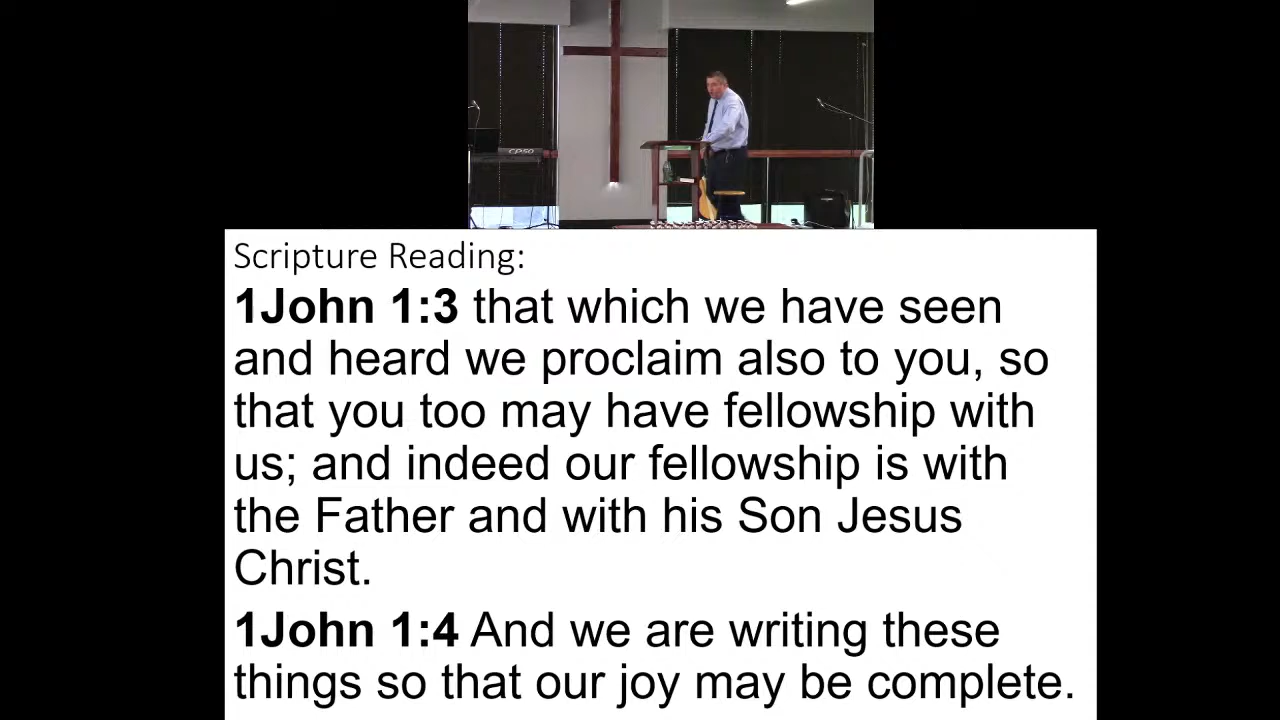 CP50
Scripture Reading:
1John 1:3 that which we have seen
and heard we proclaim also to you, so
that you too may have fellowship with
us; and indeed our fellowship is with
the Father and with his Son Jesus
Christ.
1John 1:4 And we are writing these
things so that our joy may be complete.